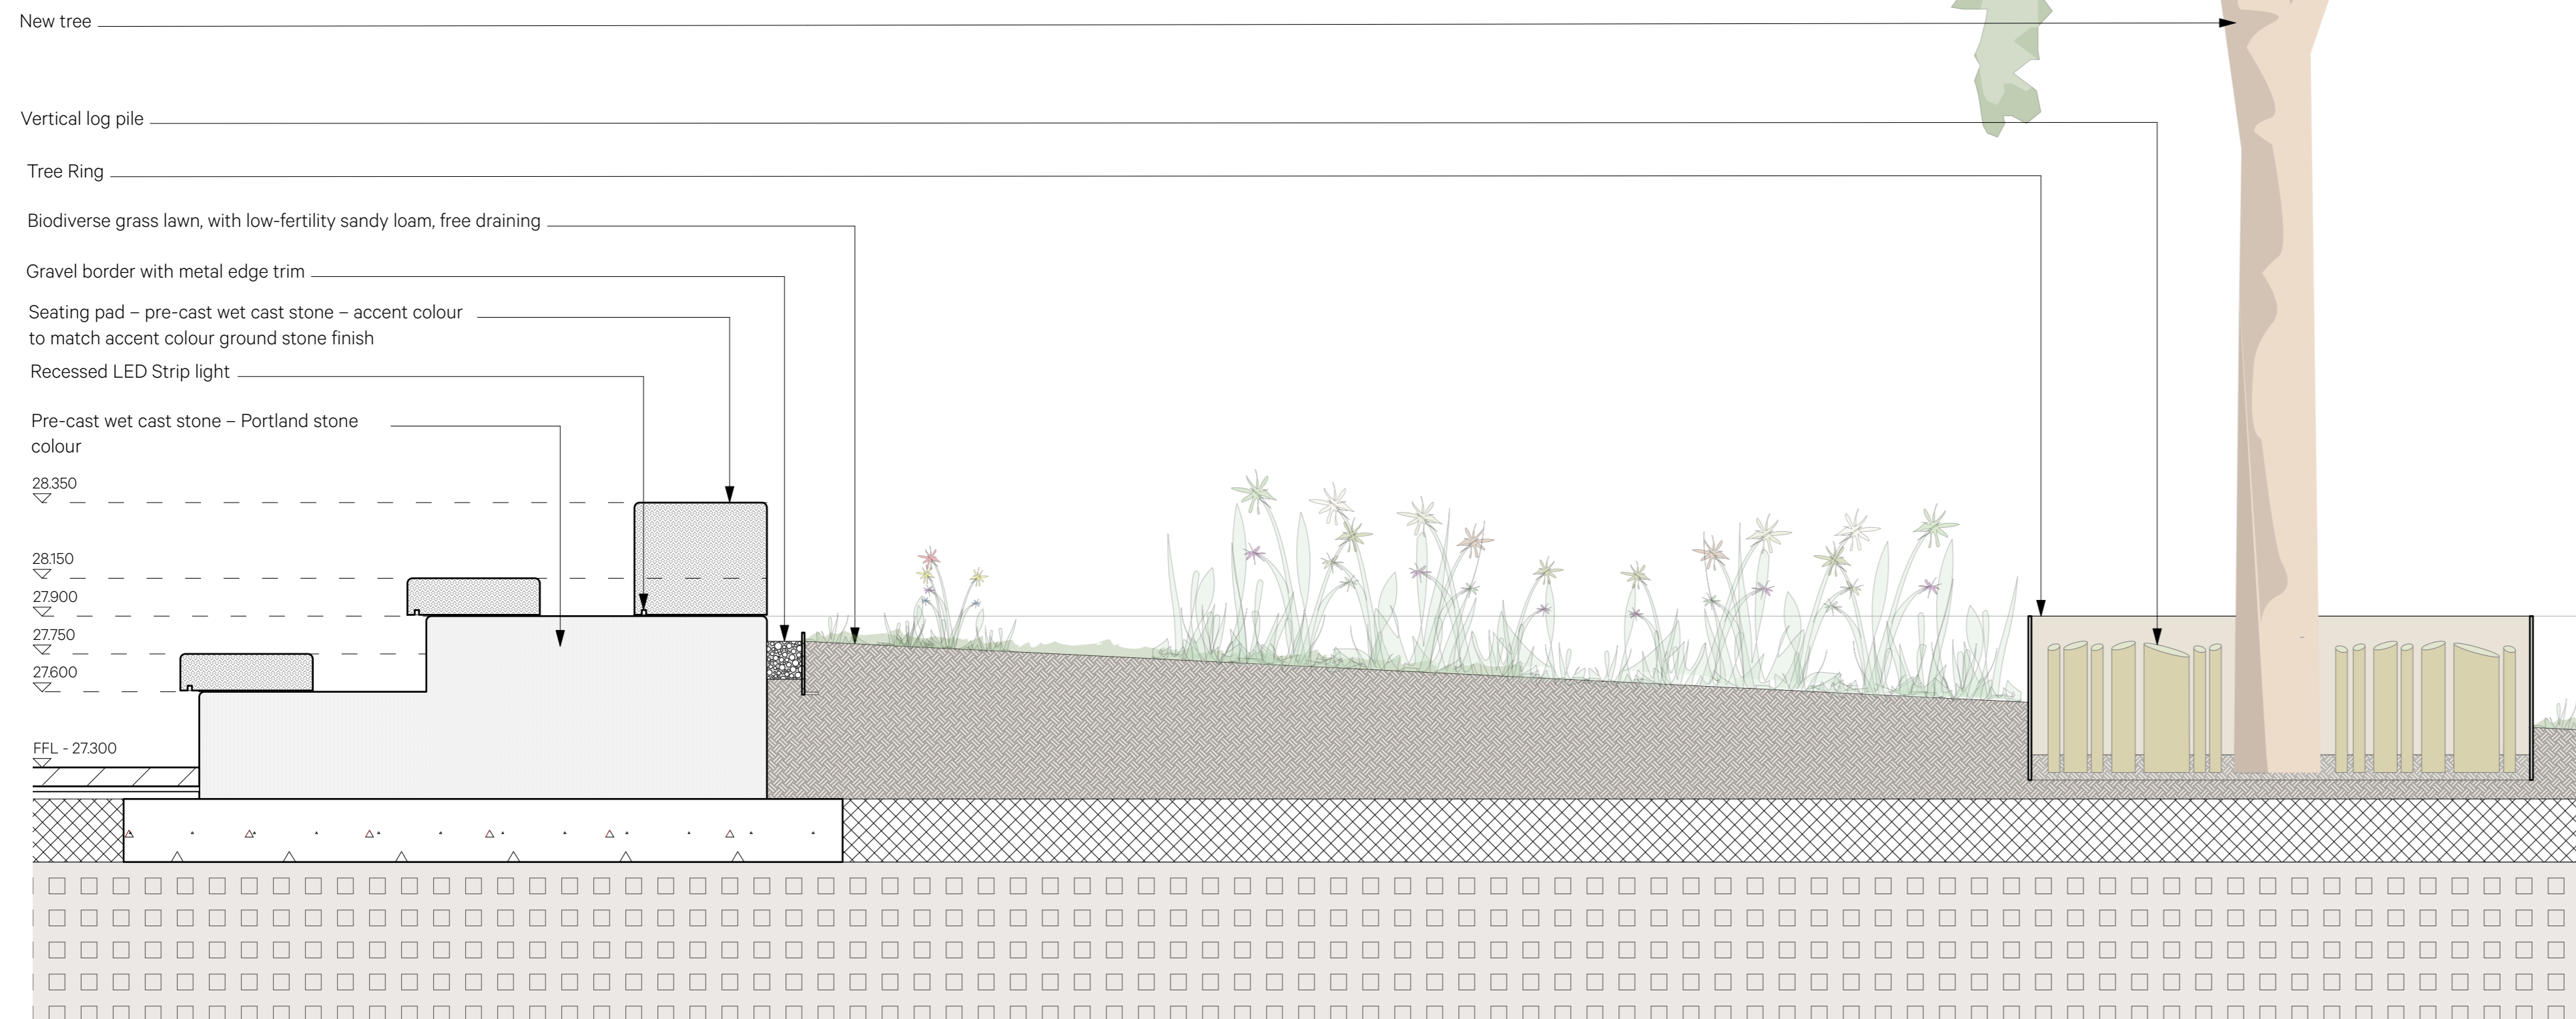 New tree
Vertical log pile
Tree Ring
Biodiverse grass lawn, with low-fertility sandy loam, free draining
Gravel border with metal edge trim
Seating pad – pre-cast wet cast stone – accent colour
to match accent colour ground stone finish
Recessed LED Strip light
Pre-cast wet cast stone – Portland stone
colour
28.350
28.150
27.900
27.750
27.600
FFL - 27.300